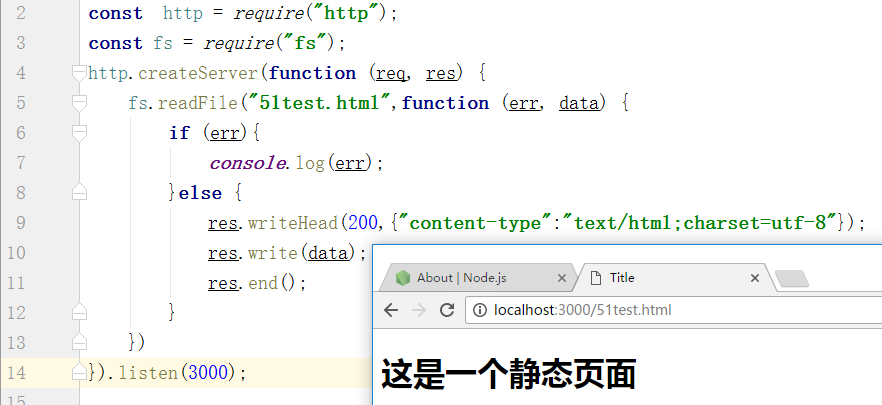 2 const  http = require("http");
3 const fs = require("fs");
4 http.createServer(function (req, res) {
5     fs.readFile("51test.html",function (err, data) {
6         if (err){
7             console.log(err);
8         }else {
9             res.writeHead(200,{"content-type":"text/html;charset=utf-8"});
10             res.write(data);
11             res.end();
12         }
13     })
14 }).listen(3000);
15
About | Node.js
Title
localhost:3000/51test.html
这是一个静态页面